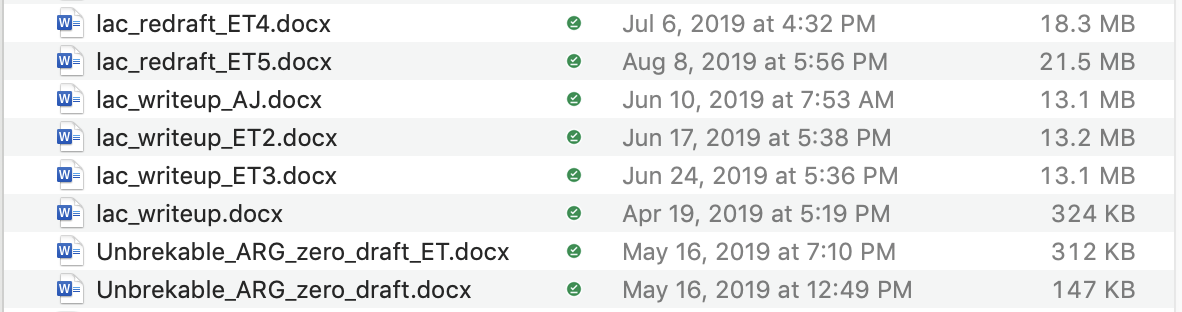 lac_redraft_ET4.docx Jul 6, 2019 at 4:32 PM 18.3 MB
lac_redraft_ET5.docx Aug 8, 2019 at 5:56 PM 21.5 MB
lac_writeup_AJ.docx Jun 10, 2019 at 7:53 AM 13.1 MB
lac_writeup_ET2.docx Jun 17, 2019 at 5:38 PM 13.2 MB
lac_writeup_ET3.docx Jun 24, 2019 at 5:36 PM 13.1 MB
lac_writeup.docx Apr 19, 2019 at 5:19 PM 324 KB
Unbrekable_ARG_zero_draft_ET.docx May 16, 2019 at 7:10 PM 312 KB
Unbrekable_ARG_zero_draft.docx May 16, 2019 at 12:49 PM 147 KB